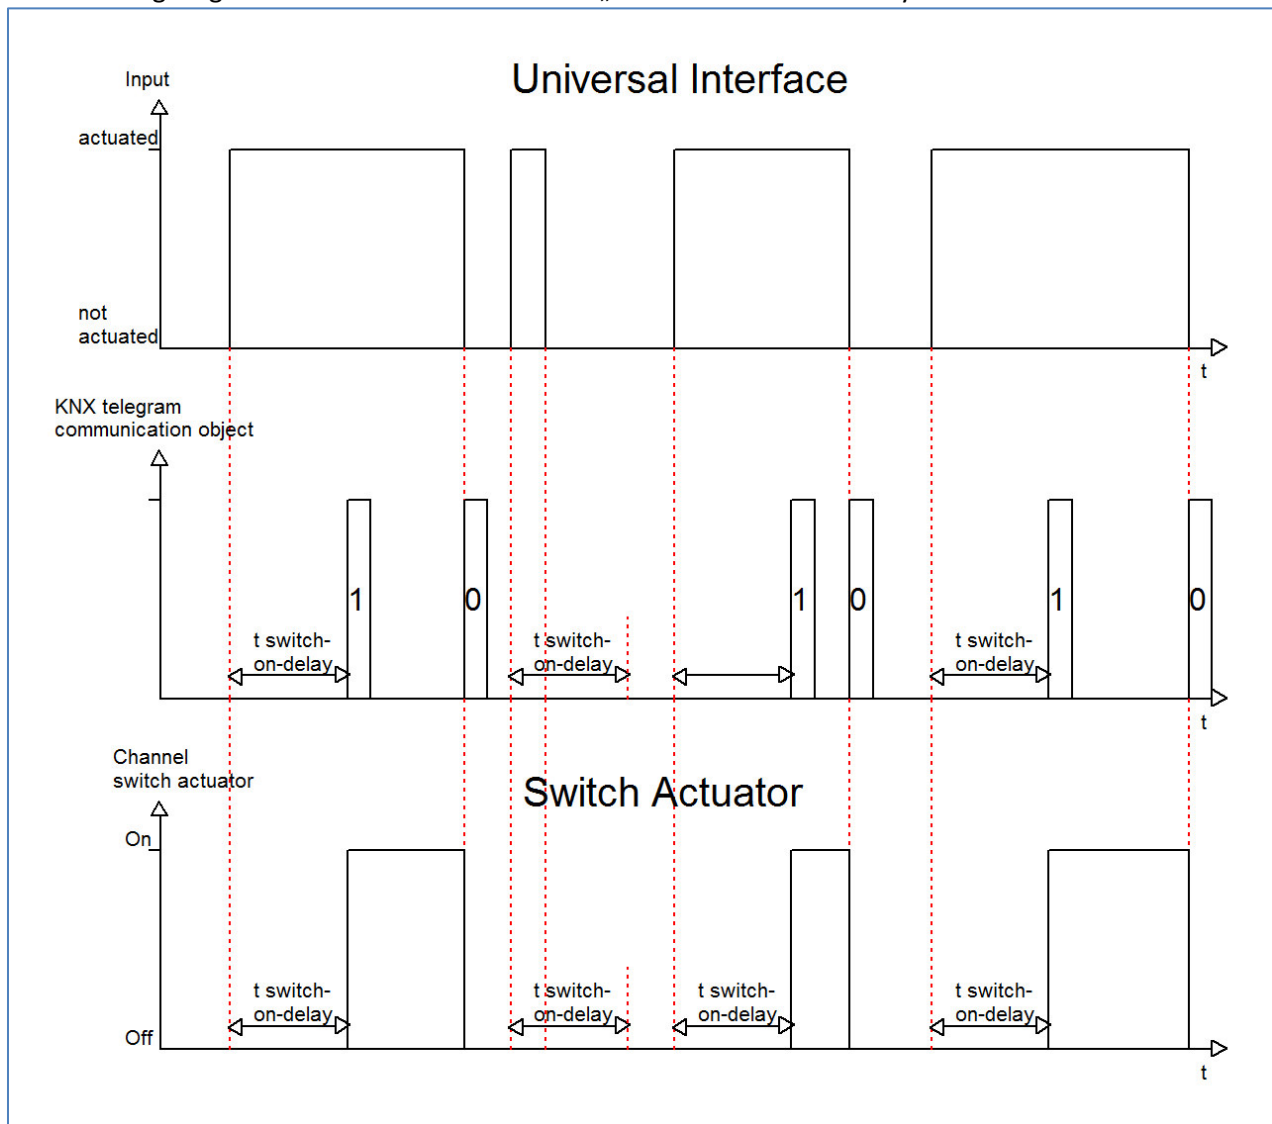 Universal Interface
Input
actuated
not
actuated
t
KNX telegram
communication object
1
0
1
0
1
0
t switch-
on-delay
t switch-
on-delay
t switch-
on-delay
t
Channel
switch actuator
Switch Actuator
On
t switch-
on-delay
t switch-
on-delay
t switch-
on-delay
t switch-
on-delay
Off
t